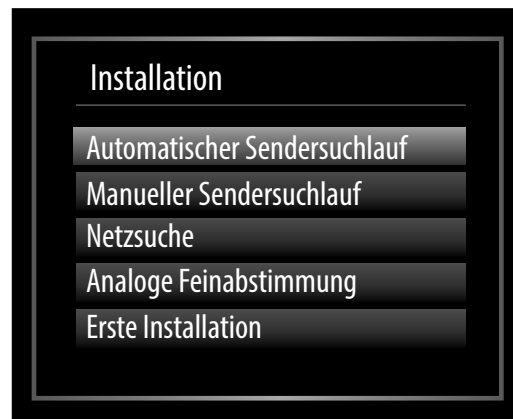 Installation
Automatischer Sendersuchlauf
Manueller Sendersuchlauf
Netzsuche
Analoge Feinabstimmung
Erste Installation